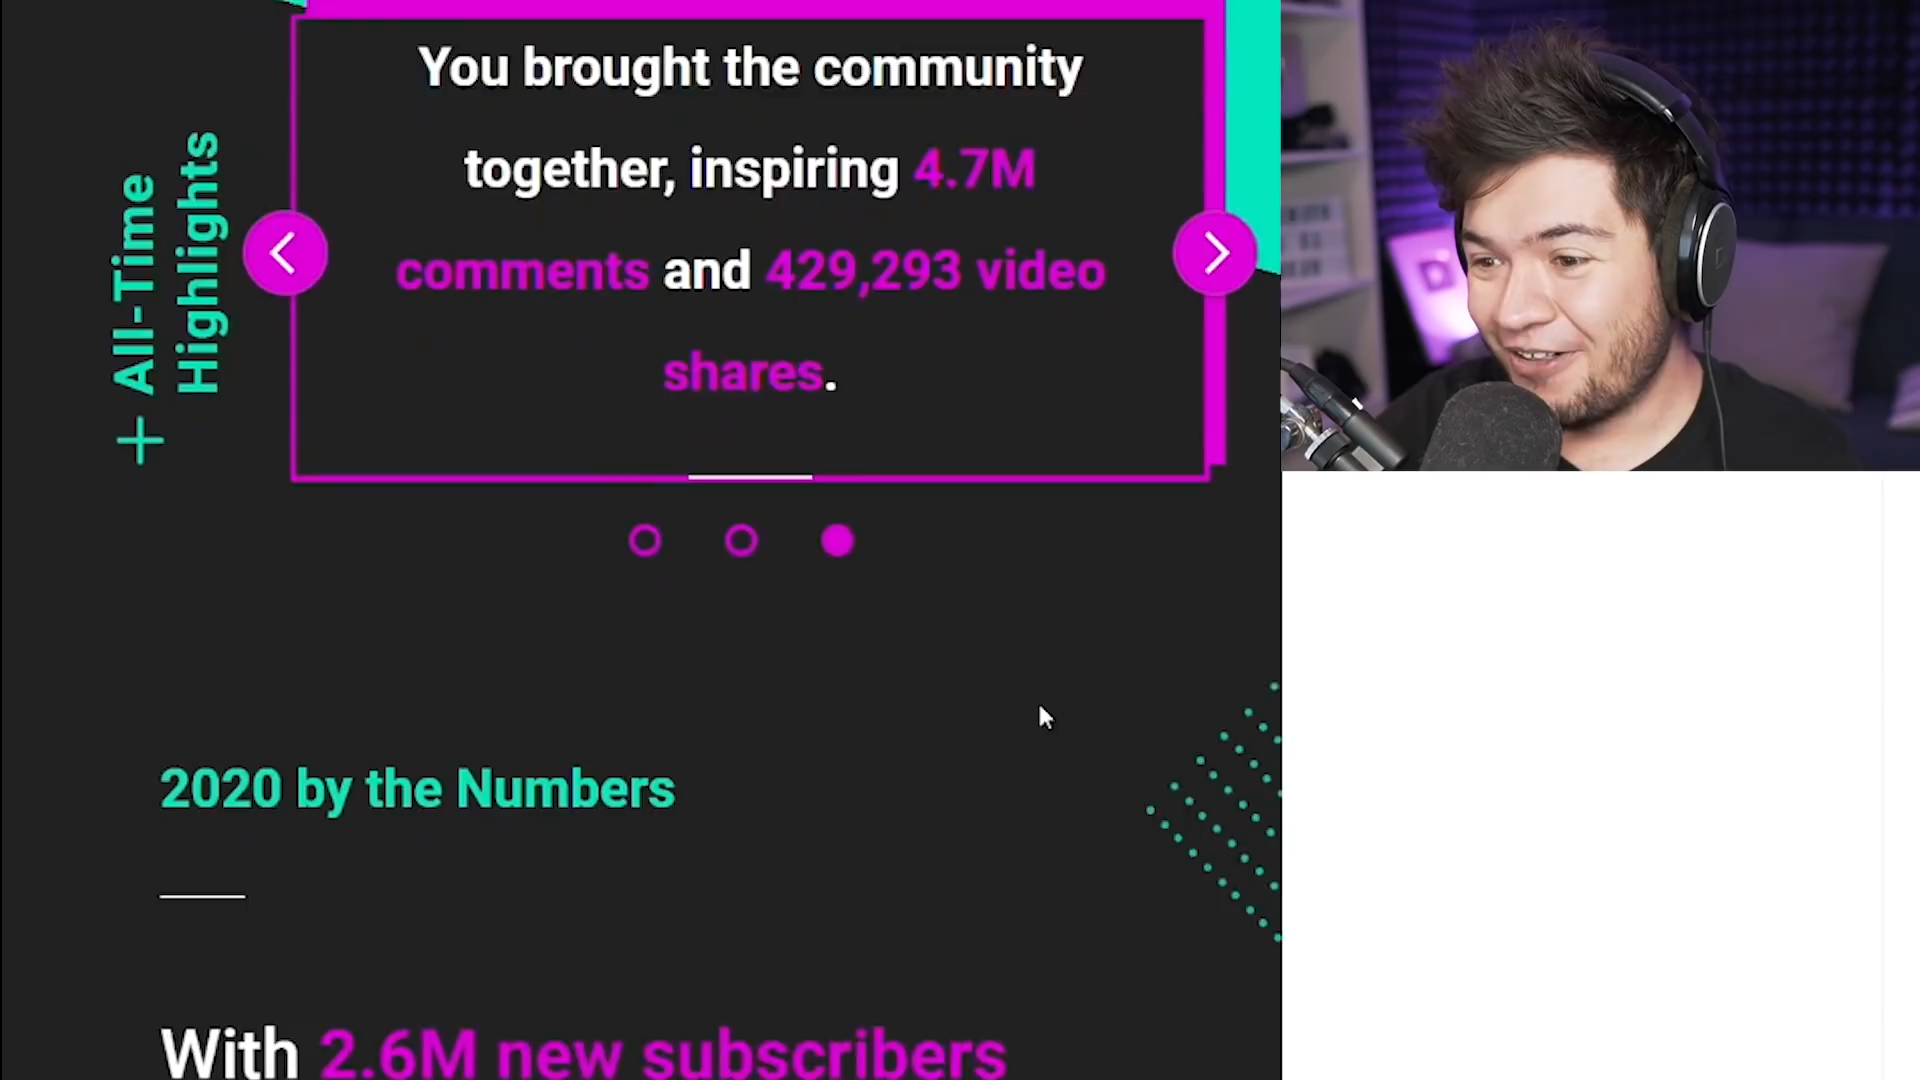 You brought the community
together, inspiring 4.7M
comments and 429,293 video
shares.
+ All-Time
Highlights
2020 by the Numbers
With 2.6M new subscribers